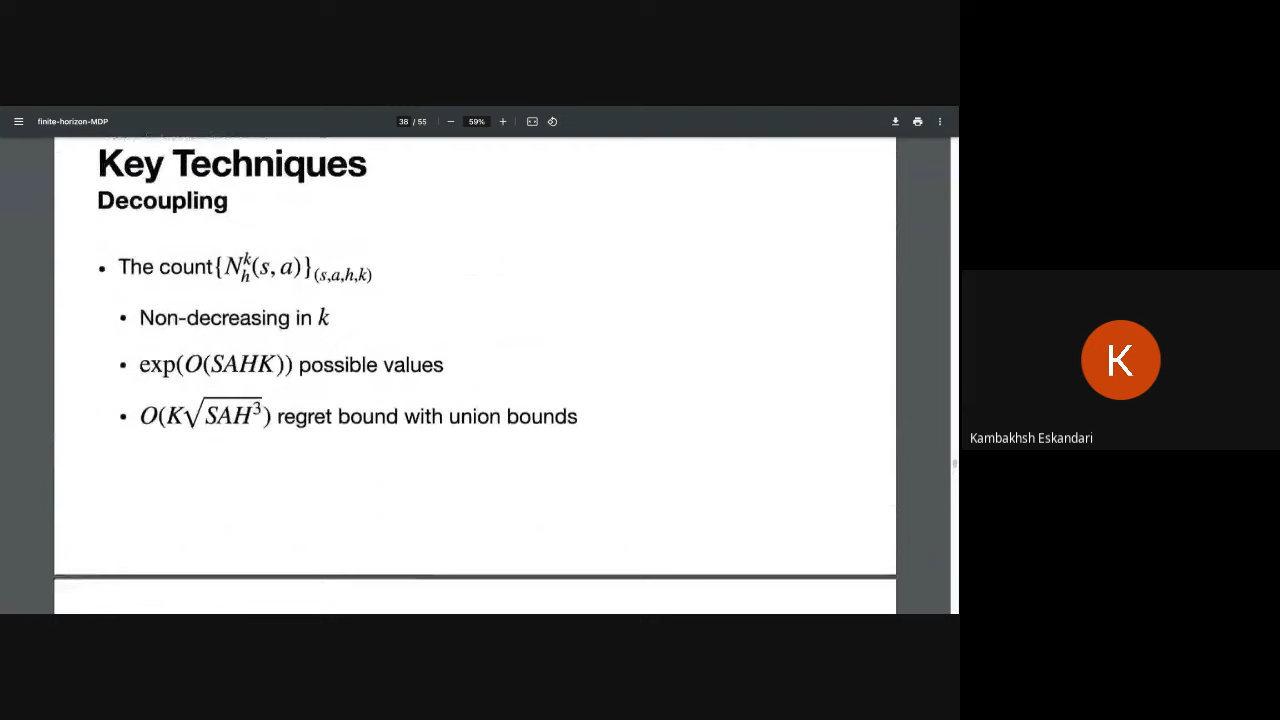 finite-horizon-MDP
38 / 55
59%
Key Techniques
Decoupling
• The count {N_h^k(s, a)}_(s,a,h,k)
• Non-decreasing in k
• exp(O(SAHK)) possible values
• O(K√SAH³) regret bound with union bounds
K
Kambakhsh Eskandari